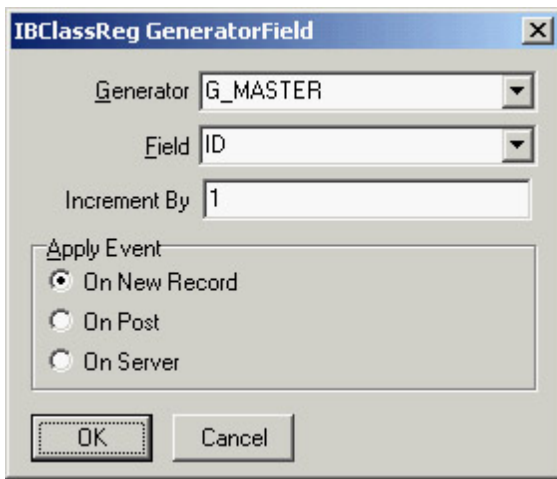 IBClassReg GeneratorField
Generator G_MASTER
Field ID
Increment By 1
Apply Event
On New Record
On Post
On Server
OK Cancel